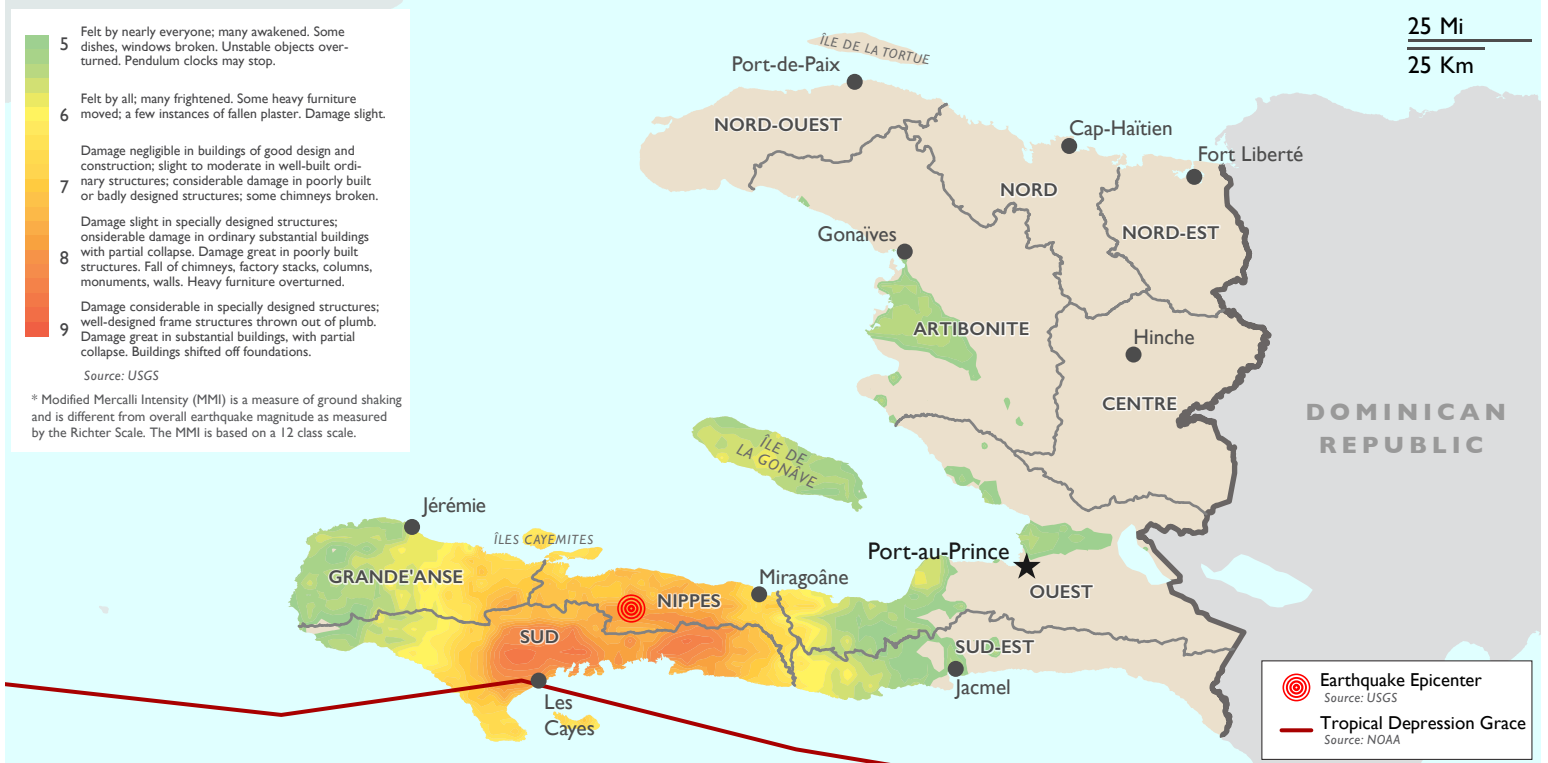 5
Felt by nearly everyone; many awakened. Some
dishes, windows broken. Unstable objects over-
turned. Pendulum clocks may stop.
6
Felt by all; many frightened. Some heavy furniture
moved; a few instances of fallen plaster. Damage slight.
7
Damage negligible in buildings of good design and
construction; slight to moderate in well-built ordi-
nary structures; considerable damage in poorly built
or badly designed structures; some chimneys broken.
8
Damage slight in specially designed structures;
onsiderable damage in ordinary substantial buildings
with partial collapse. Damage great in poorly built
structures. Fall of chimneys, factory stacks, columns,
monuments, walls. Heavy furniture overturned.
9
Damage considerable in specially designed structures;
well-designed frame structures thrown out of plumb.
Damage great in substantial buildings, with partial
collapse. Buildings shifted off foundations.
Source: USGS
* Modified Mercalli Intensity (MMI) is a measure of ground shaking
and is different from overall earthquake magnitude as measured
by the Richter Scale. The MMI is based on a 12 class scale.
25 Mi
25 Km
ÎLE DE LA TORTUE
Port-de-Paix
NORD-OUEST
Cap-Haïtien
Fort Liberté
NORD
NORD-EST
Gonaïves
ARTIBONITE
Hinche
CENTRE
DOMINICAN
REPUBLIC
ÎLE DE
LA GONÂVE
Jérémie
ÎLES CAYEMITES
Port-au-Prince
GRANDE'ANSE
Miragoâne
NIPPES
OUEST
SUD
SUD-EST
Jacmel
Les
Cayes
Earthquake Epicenter
Source: USGS
Tropical Depression Grace
Source: NOAA